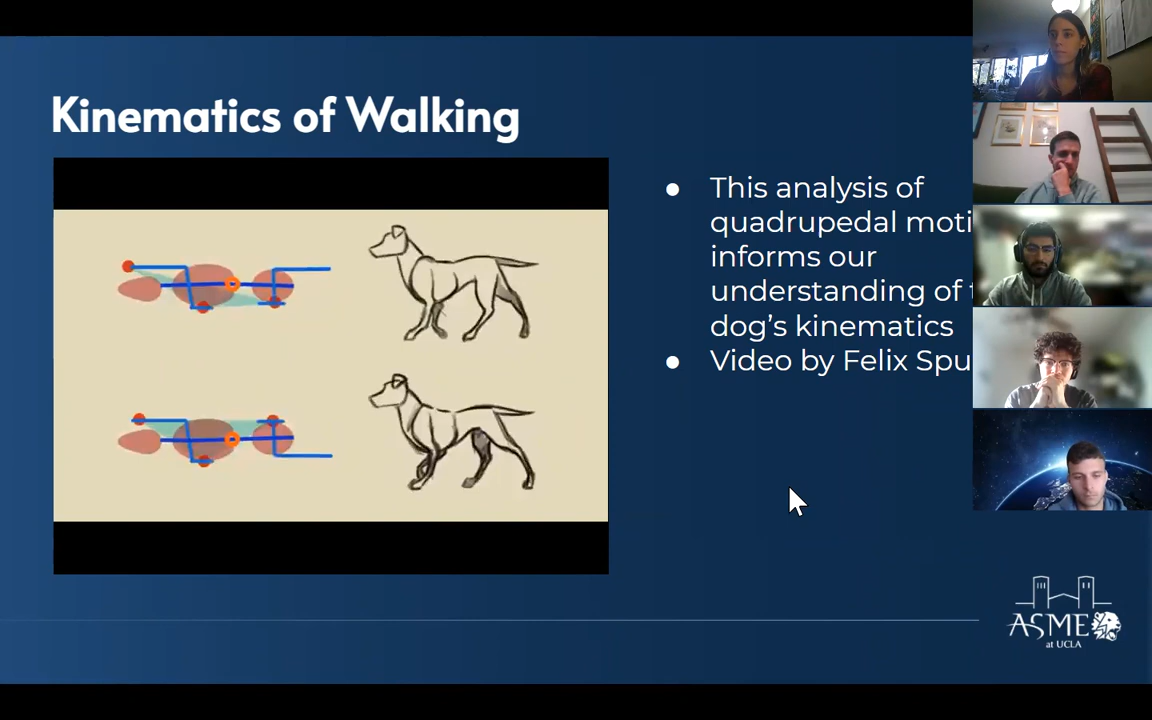 Kinematics of Walking
● This analysis of
quadrupedal moti
informs our
understanding of
dog’s kinematics
● Video by Felix Spu
ASME
at UCLA